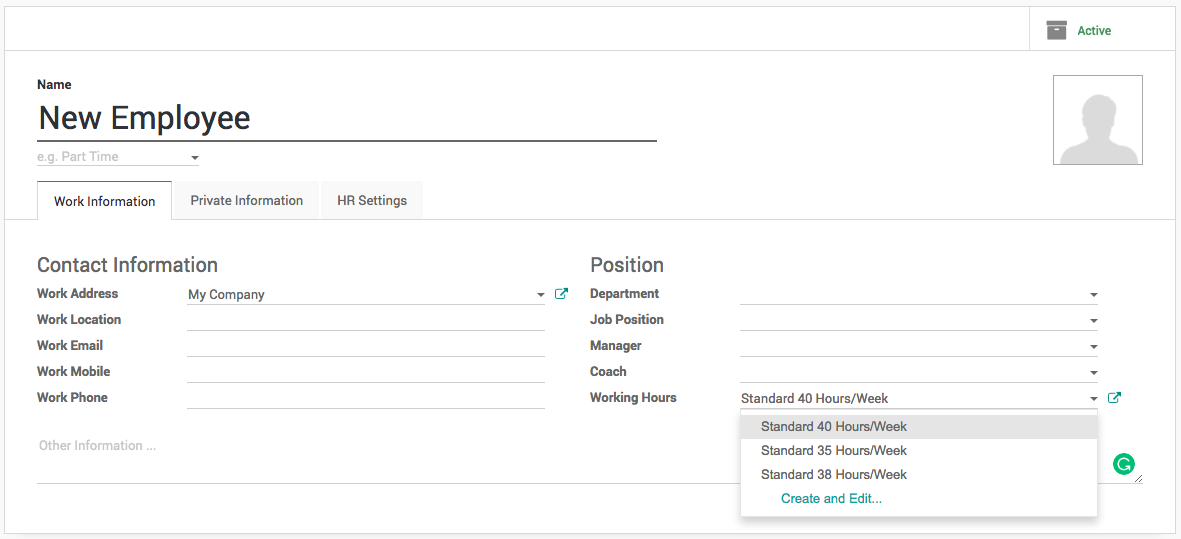 Active
Name
New Employee
e.g. Part Time
Work Information Private Information HR Settings
Contact Information
Work Address My Company
Work Location
Work Email
Work Mobile
Work Phone
Other Information ...
Position
Department
Job Position
Manager
Coach
Working Hours Standard 40 Hours/Week
Standard 40 Hours/Week
Standard 35 Hours/Week
Standard 38 Hours/Week
Create and Edit...